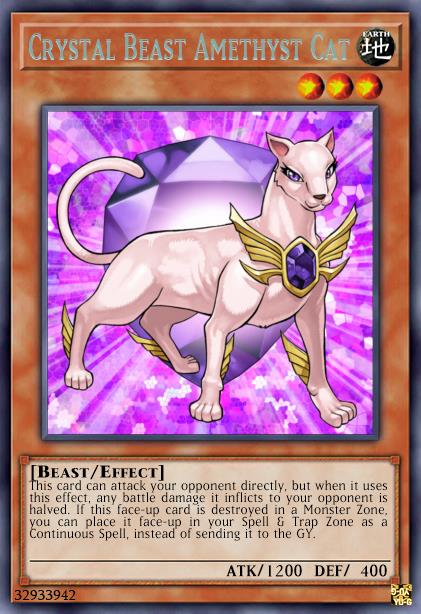 Crystal Beast Amethyst Cat
EARTH
地
[Beast/Effect]
This card can attack your opponent directly, but when it uses
this effect, any battle damage it inflicts to your opponent is
halved. If this face-up card is destroyed in a Monster Zone,
you can place it face-up in your Spell & Trap Zone as a
Continuous Spell, instead of sending it to the GY.
ATK/1200 DEF/ 400
32933942